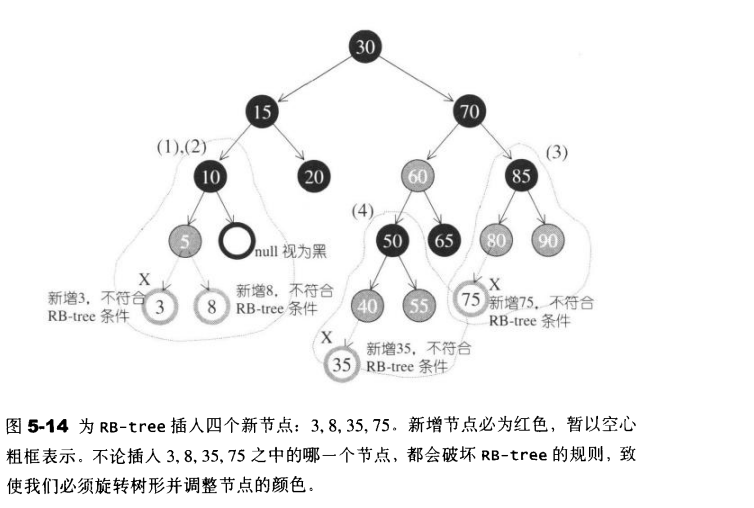 30
15
70
(1),(2)
(3)
10
20
60
85
(4)
5
null 视为黑
50
65
80
90
X
新增3，不符合
RB-tree 条件
3
8
新增8，不符合
RB-tree 条件
40
55
X
75
新增75，不符合
RB-tree 条件
X
35
新增35，不符合
RB-tree 条件
图 5-14 为 RB-tree 插入四个新节点：3, 8, 35, 75。新增节点必为红色，暂以空心
粗框表示。不论插入 3, 8, 35, 75 之中的哪一个节点，都会破坏 RB-tree 的规则，致
使我们必须旋转树形并调整节点的颜色。